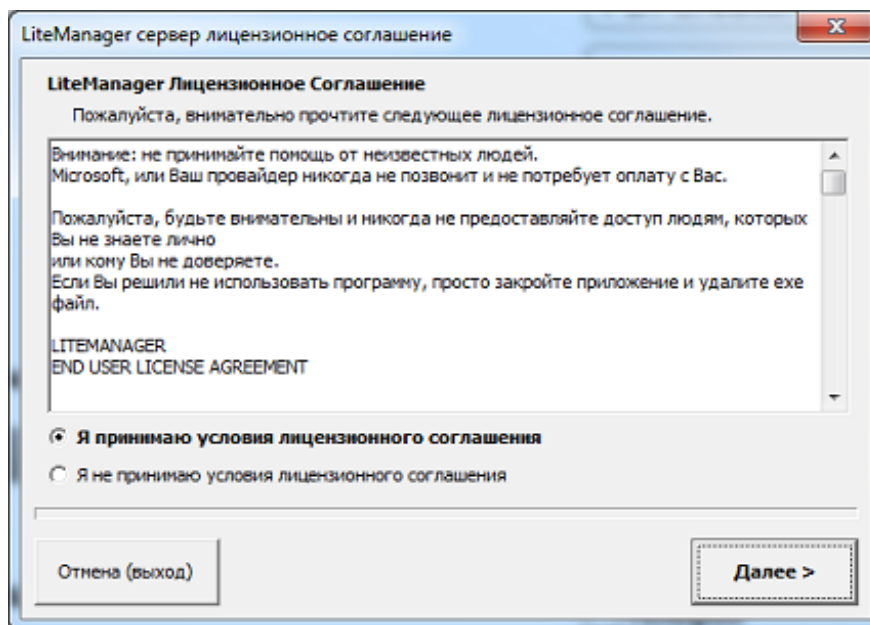 LiteManager сервер лицензионное соглашение
LiteManager Лицензионное Соглашение
Пожалуйста, внимательно прочтите следующее лицензионное соглашение.
Внимание: не принимайте помощь от неизвестных людей.
Microsoft, или Ваш провайдер никогда не позвонит и не потребует оплату с Вас.
Пожалуйста, будьте внимательны и никогда не предоставляйте доступ людям, которых
Вы не знаете лично
или кому Вы не доверяете.
Если Вы решили не использовать программу, просто закройте приложение и удалите exe
файл.
LITEMANAGER
END USER LICENSE AGREEMENT
Я принимаю условия лицензионного соглашения
Я не принимаю условия лицензионного соглашения
Отмена (выход)
Далее >